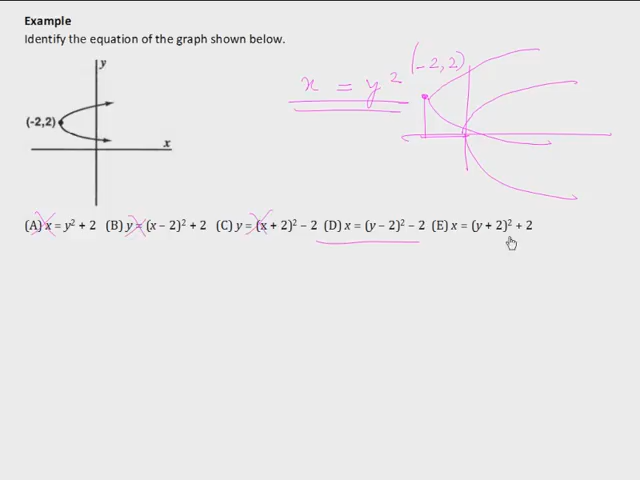 Example
Identify the equation of the graph shown below.
y
(-2,2)
x
x = y²
(-2,2)
(A) x = y² + 2 (B) y = (x − 2)² + 2 (C) y = (x + 2)² − 2 (D) x = (y − 2)² − 2 (E) x = (y + 2)² + 2